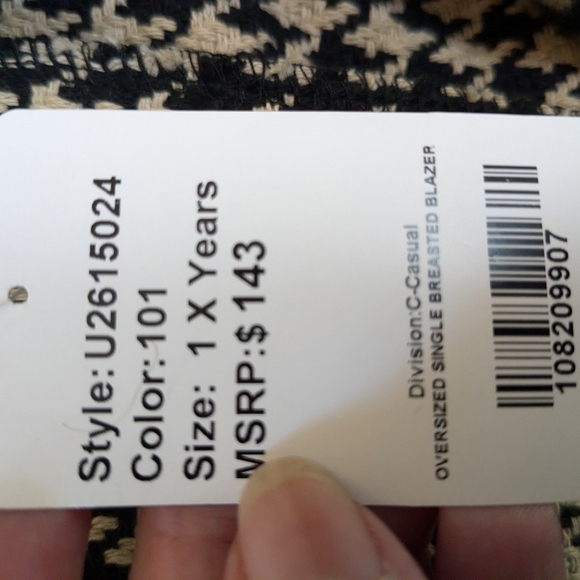 Style: U2615024
Color:101
Size: 1 X Years
MSRP:$143
Division:C-Casual
OVERSIZED SINGLE BREASTED BLAZER
108209907